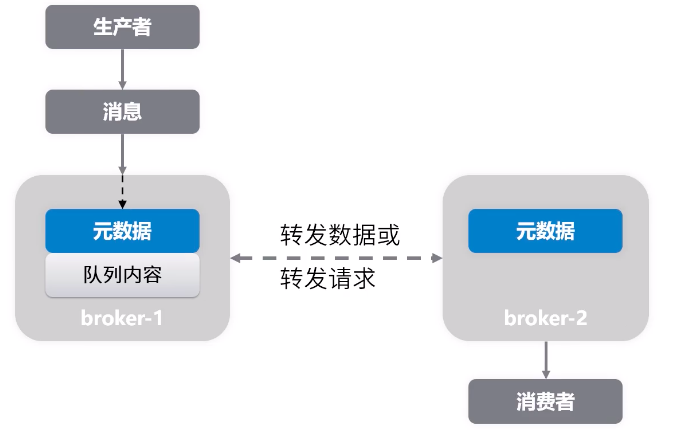 生产者
消息
元数据
队列内容
broker-1
转发数据或
转发请求
元数据
broker-2
消费者